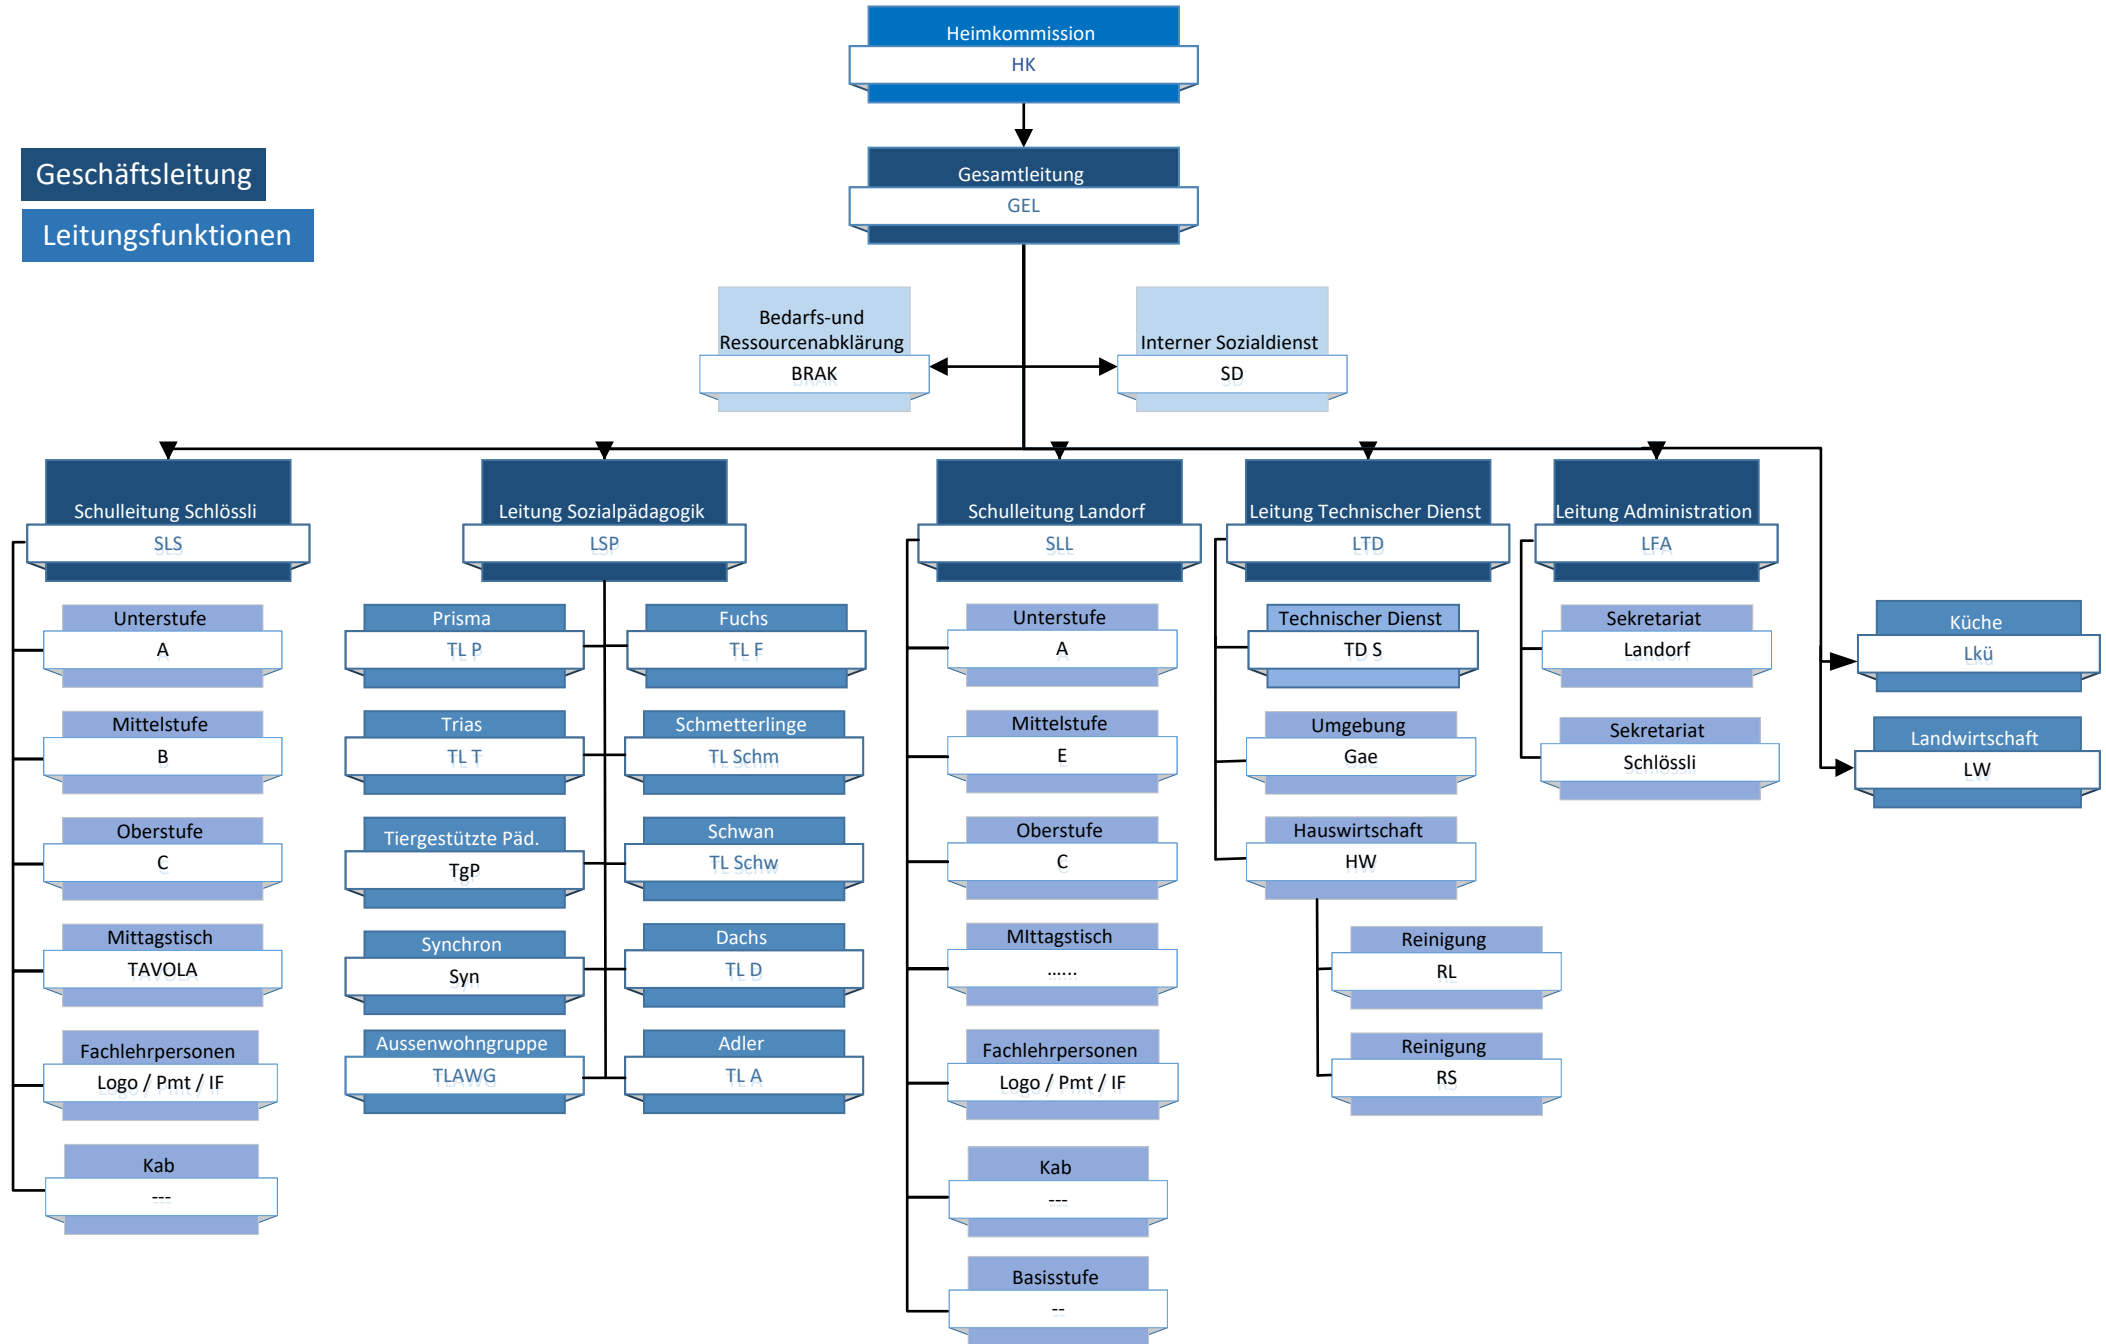 Heimkommission
HK
Geschäftsleitung
Leitungsfunktionen
Gesamtleitung
GEL
Bedarfs-und
Ressourcenabklärung
BRAK
Interner Sozialdienst
SD
Schulleitung Schlössli
SLS
Unterstufe
A
Mittelstufe
B
Oberstufe
C
Mittagstisch
TAVOLA
Fachlehrpersonen
Logo / Pmt / IF
Kab
---
Leitung Sozialpädagogik
LSP
Prisma
TL P
Fuchs
TL F
Trias
TL T
Schmetterlinge
TL Schm
Tiergestützte Päd.
TgP
Schwan
TL Schw
Synchron
Syn
Dachs
TL D
Aussenwohngruppe
TLAWG
Adler
TL A
Schulleitung Landorf
SLL
Unterstufe
A
Mittelstufe
E
Oberstufe
C
MIttagstisch
......
Fachlehrpersonen
Logo / Pmt / IF
Kab
---
Basisstufe
--
Leitung Technischer Dienst
LTD
Technischer Dienst
TD S
Umgebung
Gae
Hauswirtschaft
HW
Reinigung
RL
Reinigung
RS
Leitung Administration
LFA
Sekretariat
Landorf
Sekretariat
Schlössli
Küche
Lkü
Landwirtschaft
LW